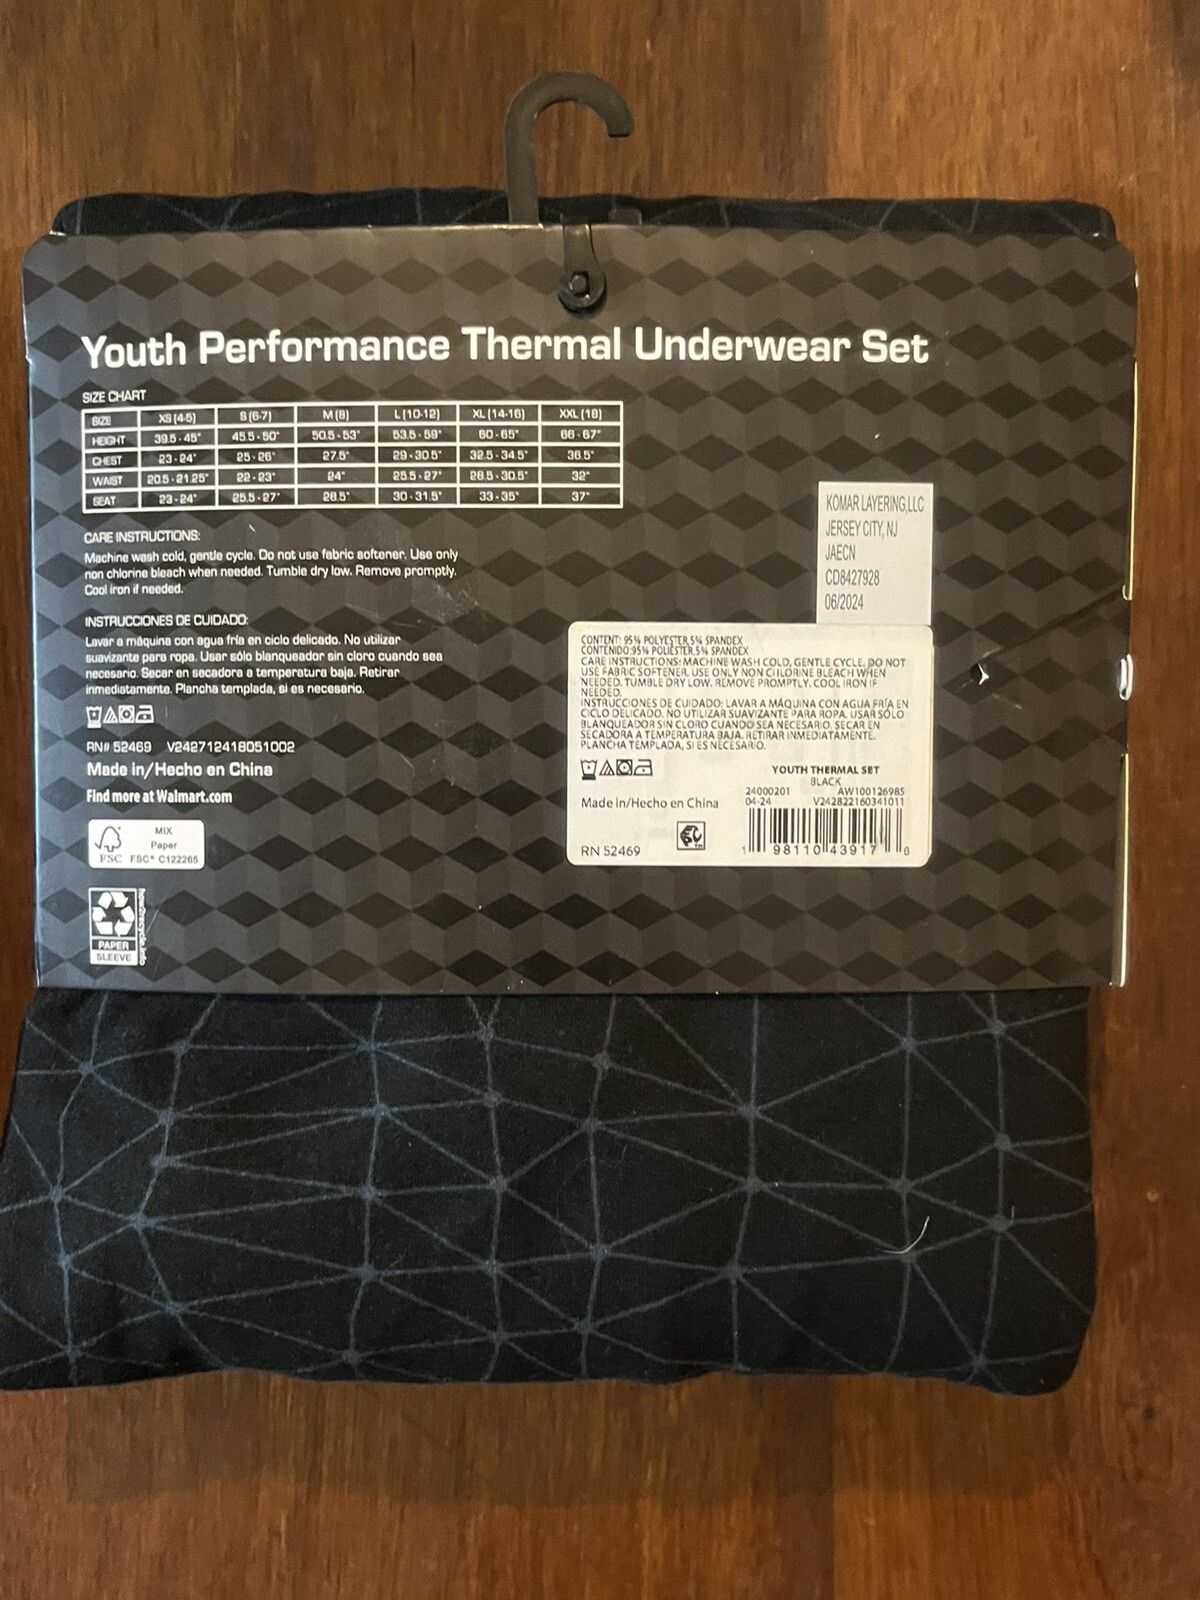 Youth Performance Thermal Underwear Set
SIZE CHART
SIZE XS (4-5) S (6-7) M (8) L (10-12) XL (14-16) XXL (18)
HEIGHT 39.5 - 45" 45.5 - 50" 50.5 - 53" 53.5 - 59" 60 - 65" 66 - 67"
CHEST 23 - 24" 25 - 26" 27.5" 29 - 30.5" 32.5 - 34.5" 36.5"
WAIST 20.5 - 21.25" 22 - 23" 24" 25.5 - 27" 28.5 - 30.5" 32"
SEAT 23 - 24" 25.5 - 27" 28.5" 30 - 31.5" 33 - 35" 37"
CARE INSTRUCTIONS:
Machine wash cold, gentle cycle. Do not use fabric softener. Use only
non chlorine bleach when needed. Tumble dry low. Remove promptly.
Cool iron if needed.
INSTRUCCIONES DE CUIDADO:
Lavar a máquina con agua fría en ciclo delicado. No utilizar
suavizante para ropa. Usar sólo blanqueador sin cloro cuando sea
necesario. Secar en secadora a temperatura baja. Retirar
inmediatamente. Plancha templada, si es necesario.
RN# 52469 V242712418051002
Made in/Hecho en China
Find more at Walmart.com
FSC
MIX
Paper
FSC® C122265
PAPER
SLEEVE
how2recycle.info
KOMAR LAYERING,LLC
JERSEY CITY, NJ
JAECN
CD8427928
06/2024
CONTENT: 95% POLYESTER,5% SPANDEX
CONTENIDO:95% POLIÉSTER,5% SPANDEX
CARE INSTRUCTIONS: MACHINE WASH COLD, GENTLE CYCLE. DO NOT
USE FABRIC SOFTENER. USE ONLY NON CHLORINE BLEACH WHEN
NEEDED. TUMBLE DRY LOW. REMOVE PROMPTLY. COOL IRON IF
NEEDED.
INSTRUCCIONES DE CUIDADO: LAVAR A MÁQUINA CON AGUA FRÍA EN
CICLO DELICADO. NO UTILIZAR SUAVIZANTE PARA ROPA. USAR SÓLO
BLANQUEADOR SIN CLORO CUANDO SEA NECESARIO. SECAR EN
SECADORA A TEMPERATURA BAJA. RETIRAR INMEDIATAMENTE.
PLANCHA TEMPLADA, SI ES NECESARIO.
YOUTH THERMAL SET
BLACK
24000201 AW100126985
04-24 V242822160341011
Made in/Hecho en China
RN 52469
1 98110 43917 6